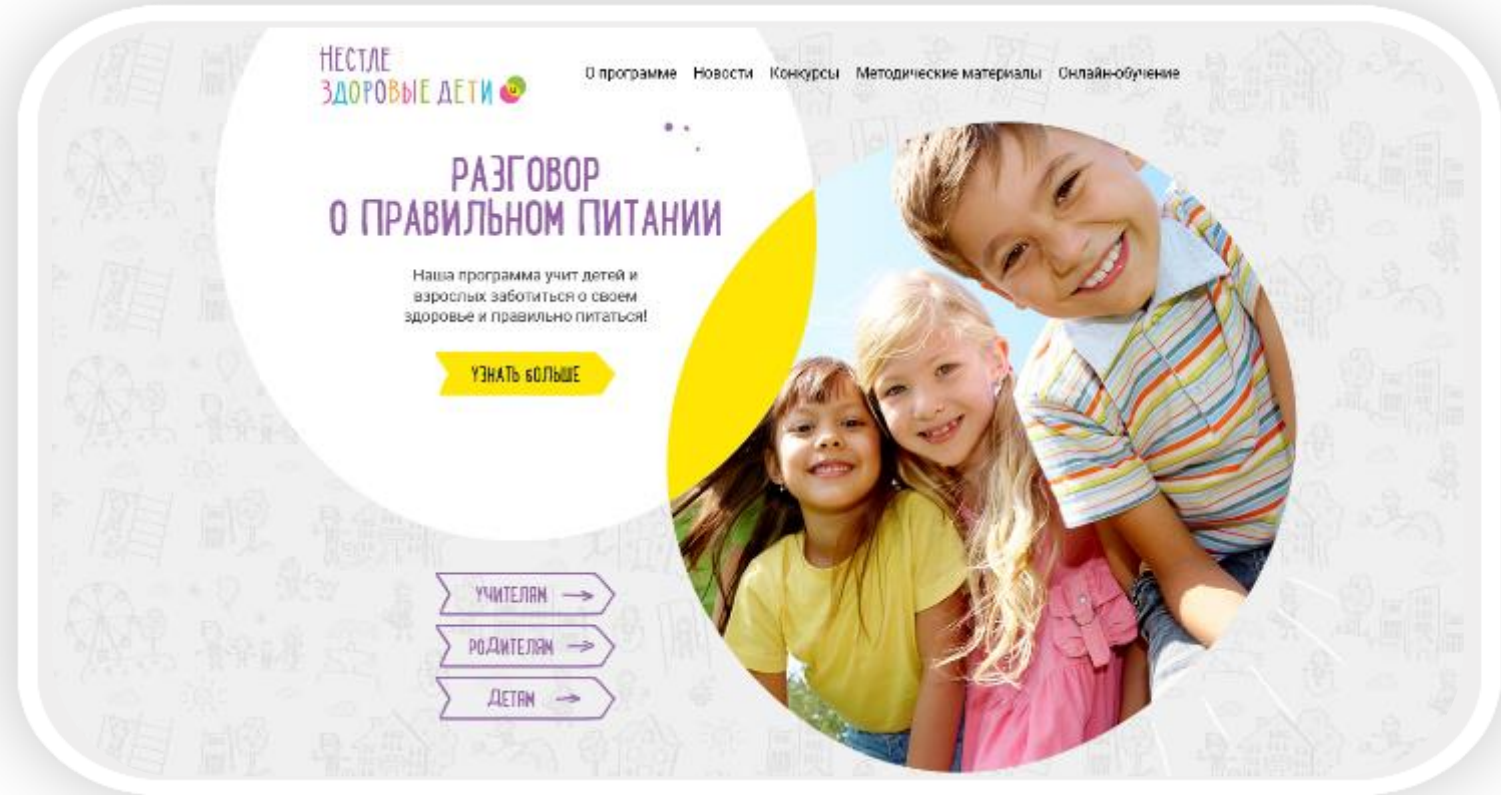 НЕСТЛЕ
ЗДОРОВЫЕ ДЕТИ
О программе Новости Конкурсы Методические материалы Онлайн-обучение
РАЗГОВОР
О ПРАВИЛЬНОМ ПИТАНИИ
Наша программа учит детей и
взрослых заботиться о своем
здоровье и правильно питаться!
УЗНАТЬ БОЛЬШЕ
УЧИТЕЛЯМ
РОДИТЕЛЯМ
ДЕТЯМ